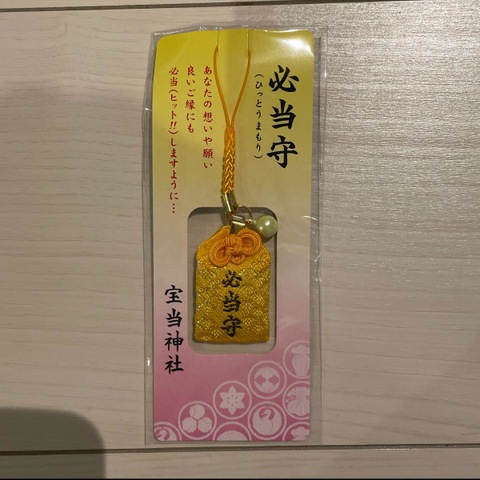 必当守
(ひっとうまもり)
あなたの想いや願い
良いご縁にも
必当(ヒット!!)しますように…
必当守
宝当神社